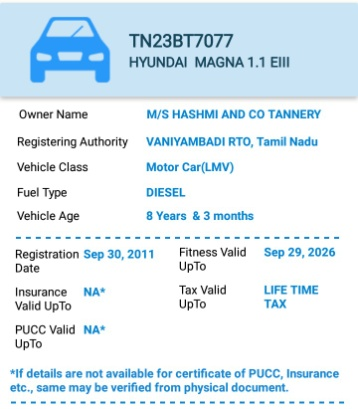 TN23BT7077
HYUNDAI MAGNA 1.1 EIII
Owner Name M/S HASHMI AND CO TANNERY
Registering Authority VANIYAMBADI RTO, Tamil Nadu
Vehicle Class Motor Car(LMV)
Fuel Type DIESEL
Vehicle Age 8 Years & 3 months
Registration Date Sep 30, 2011 Fitness Valid UpTo Sep 29, 2026
Insurance Valid UpTo NA* Tax Valid UpTo LIFE TIME TAX
PUCC Valid UpTo NA*
*If details are not available for certificate of PUCC, Insurance
etc., same may be verified from physical document.